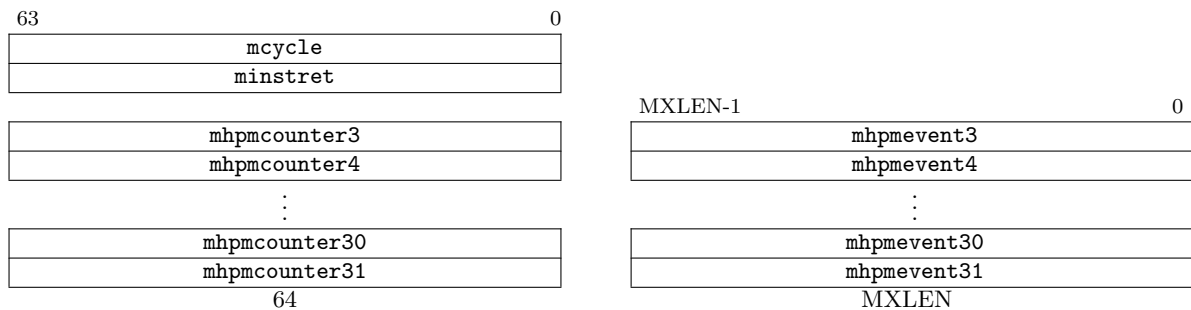 63 0
mcycle
minstret
MXLEN-1 0
mhpmcounter3 mhpmevent3
mhpmcounter4 mhpmevent4
⋮ ⋮
mhpmcounter30 mhpmevent30
mhpmcounter31 mhpmevent31
64 MXLEN